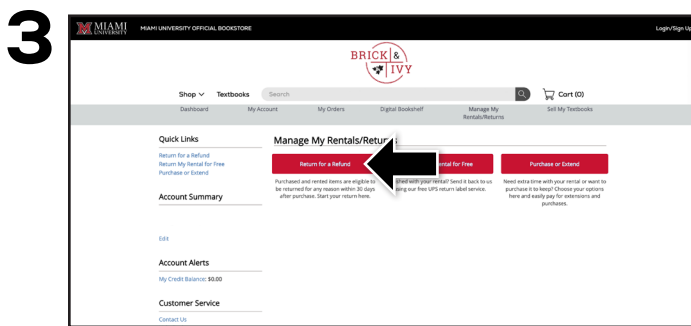 3
MIAMI
UNIVERSITY
MIAMI UNIVERSITY OFFICIAL BOOKSTORE
Login/Sign Up
BRICK &
IVY
Shop
Textbooks
Search
Cart (0)
Dashboard
My Account
My Orders
Digital Bookshelf
Manage My
Rentals/Returns
Sell My Textbooks
Quick Links
Return for a Refund
Return My Rental for Free
Purchase or Extend
Account Summary
Edit
Account Alerts
My Credit Balance: $0.00
Customer Service
Contact Us
Manage My Rentals/Returns
Return for a Refund
Purchased and rented items are eligible to
be returned for any reason within 30 days
after purchase. Start your return here.
ental for Free
with your rental? Send it back to us
using our free UPS return label service.
Purchase or Extend
Need extra time with your rental or want to
purchase it to keep? Choose your options
here and easily pay for extensions and
purchases.